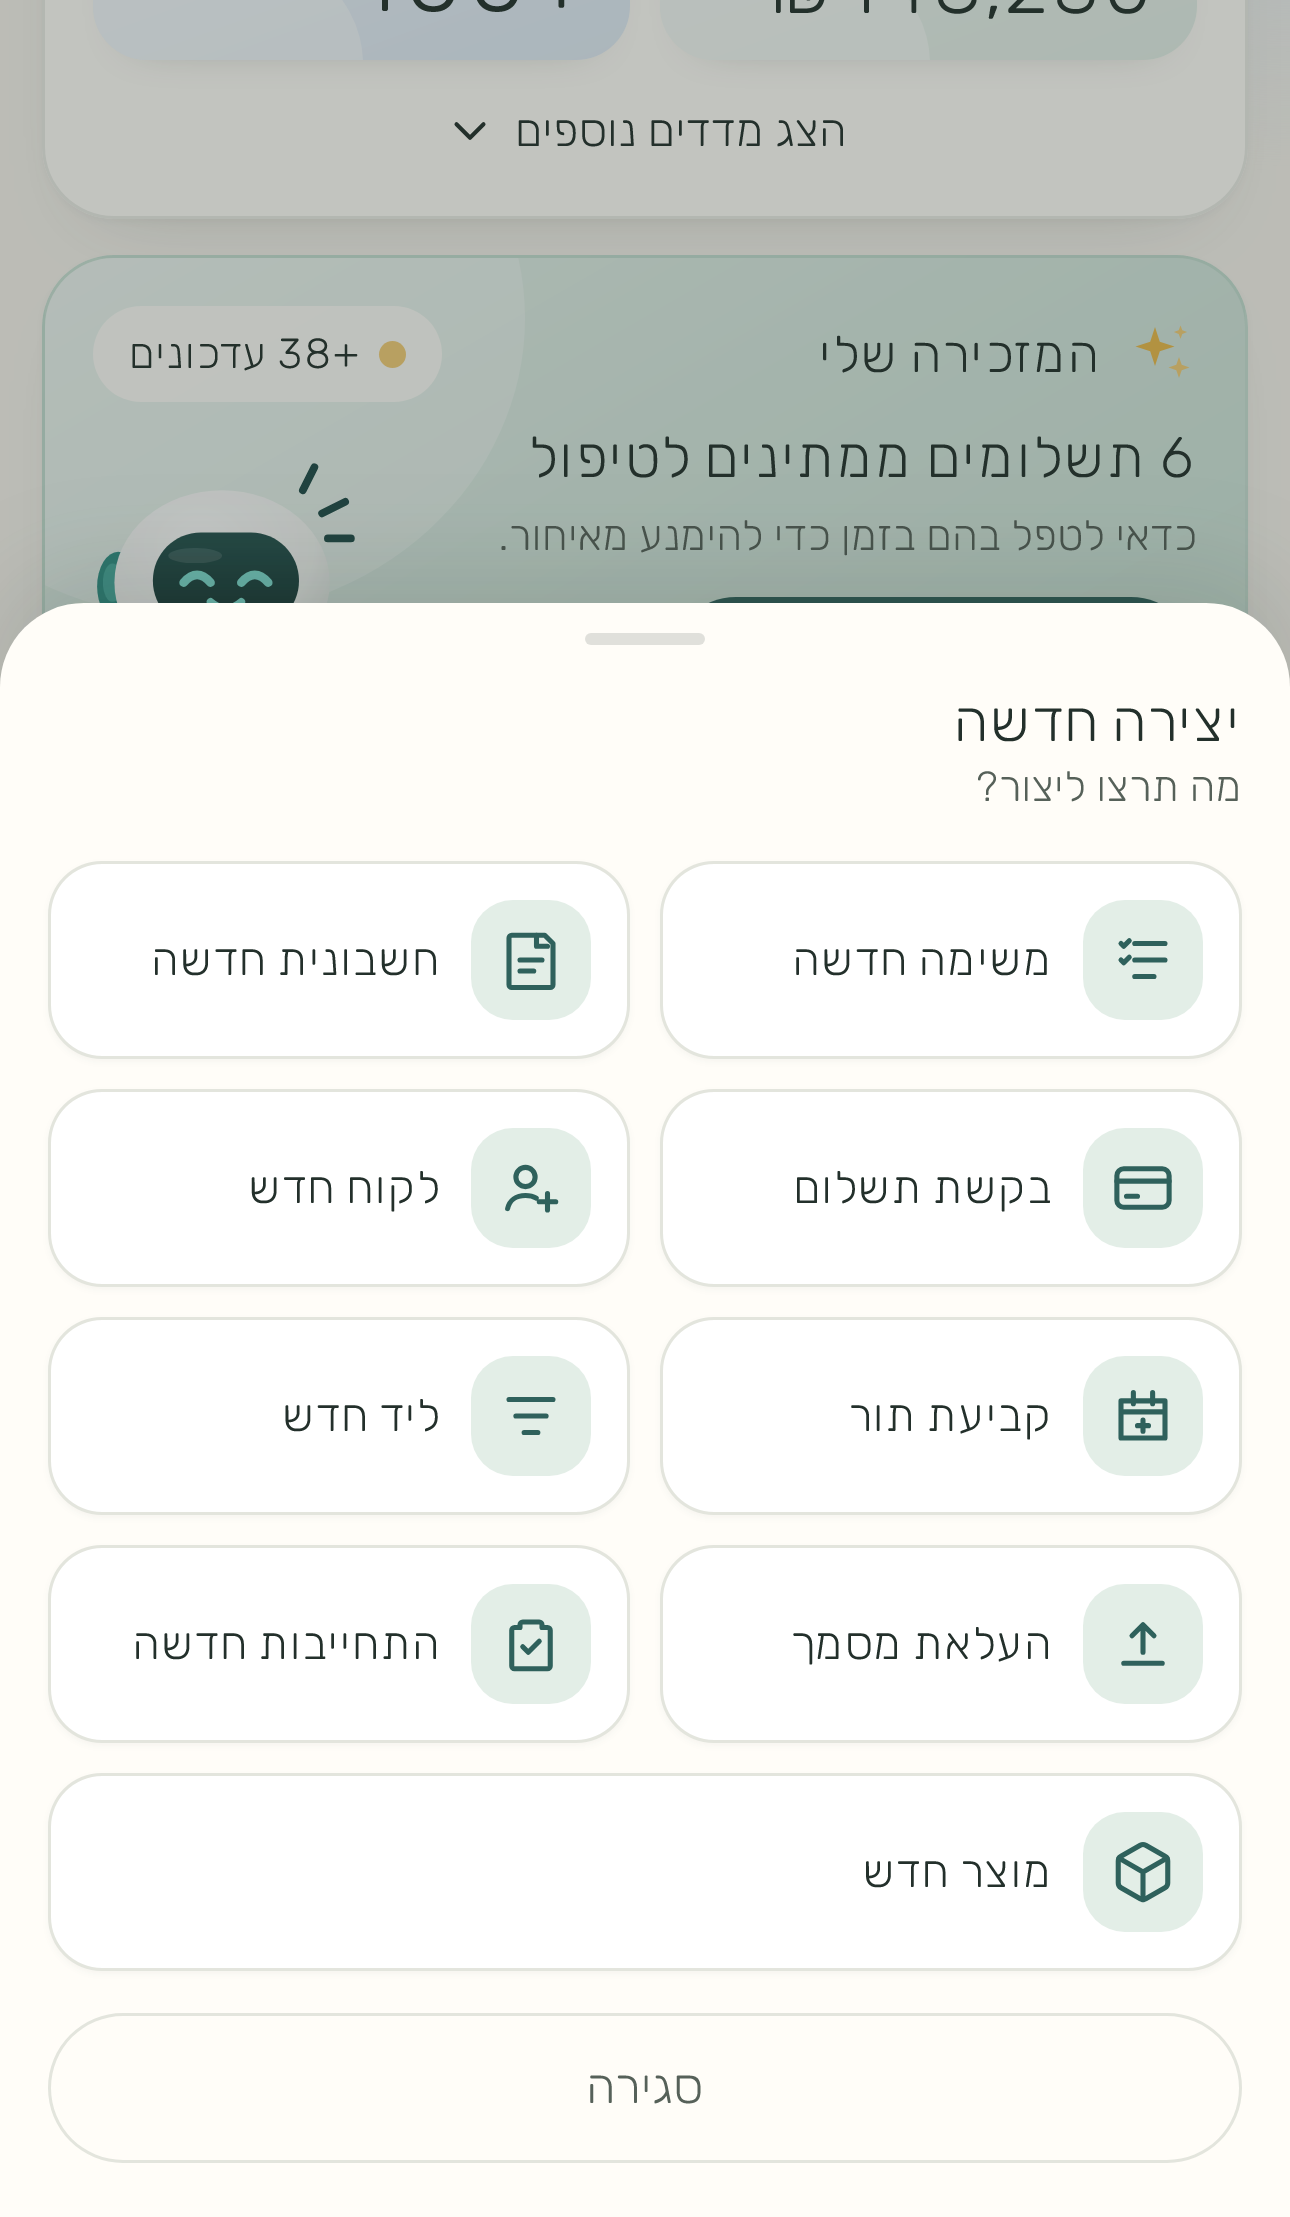 הצג מדדים נוספים
המזכירה שלי
38+ עדכונים
6 תשלומים ממתינים לטיפול
כדאי לטפל בהם בזמן כדי להימנע מאיחור.
יצירה חדשה
מה תרצו ליצור?
משימה חדשה
חשבונית חדשה
בקשת תשלום
לקוח חדש
קביעת תור
ליד חדש
העלאת מסמך
התחייבות חדשה
מוצר חדש
סגירה